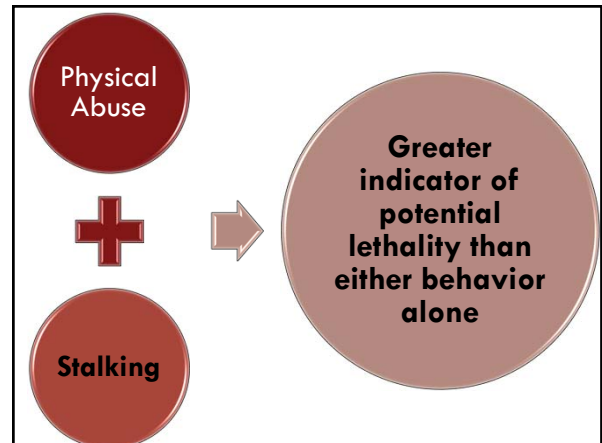 Physical
Abuse
Greater
indicator of
potential
lethality than
either behavior
alone
Stalking